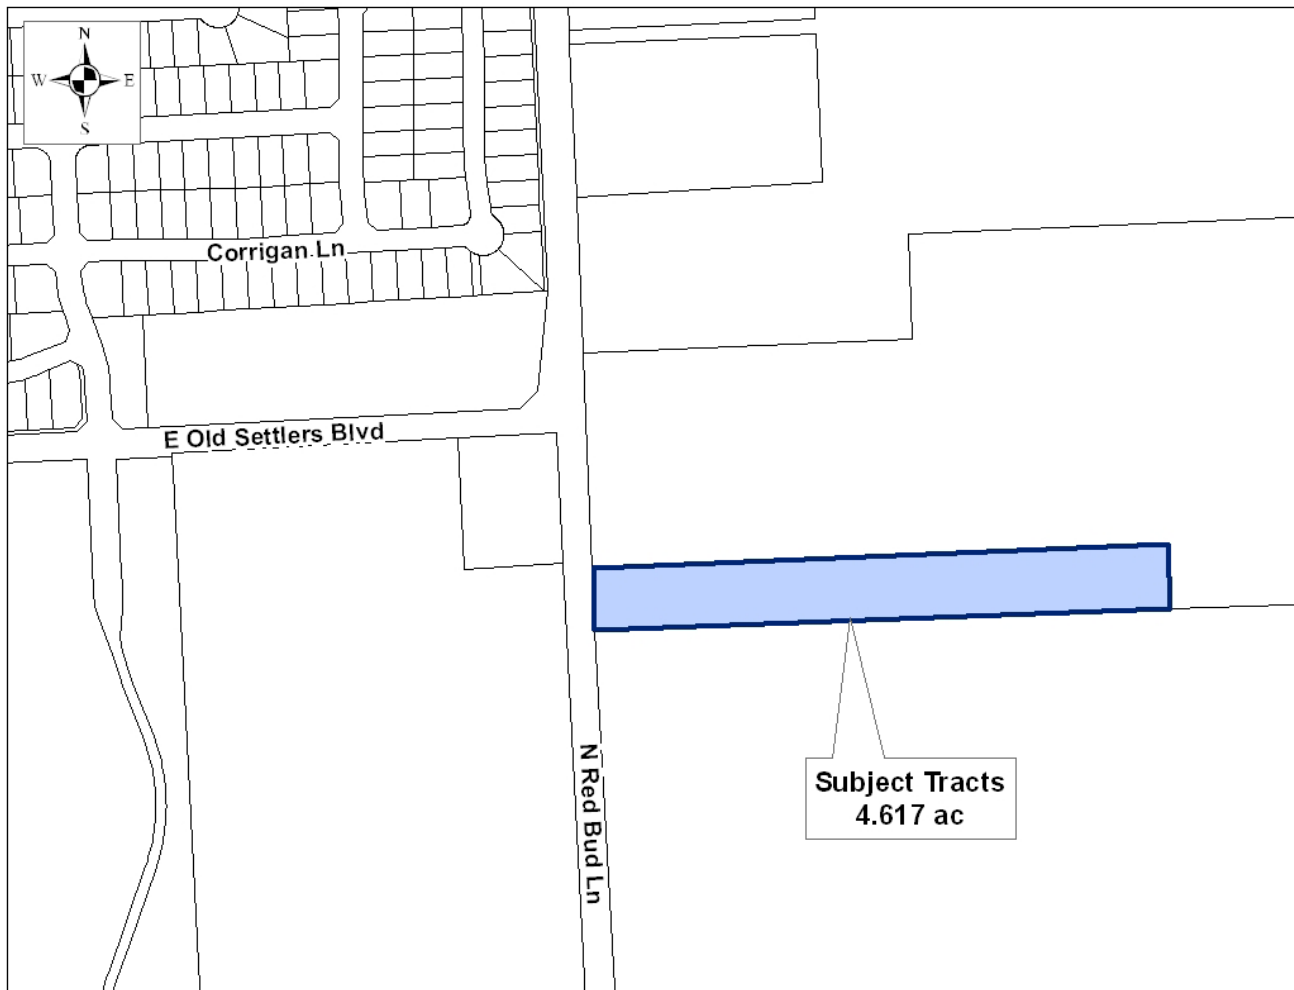 N
W E
S
Corrigan Ln
E Old Settlers Blvd
N Red Bud Ln
Subject Tracts
4.617 ac